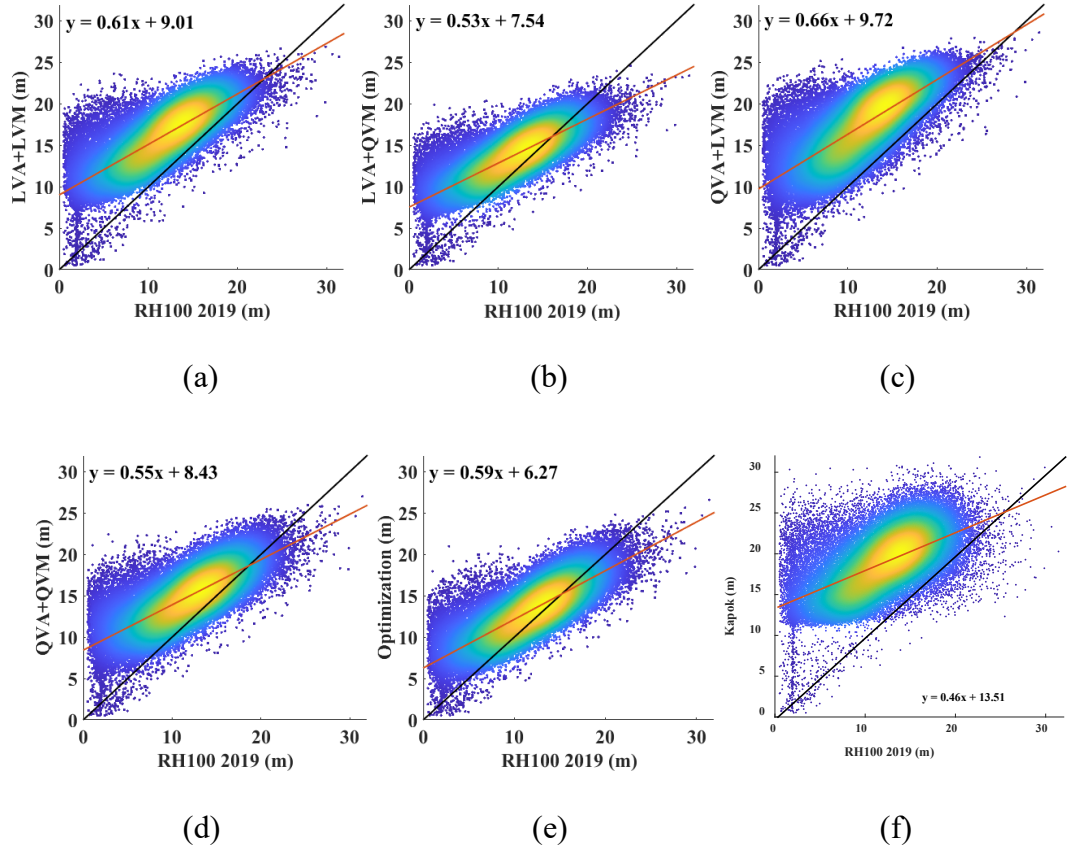 y = 0.61x + 9.01
LVA+LVM (m)
30
25
20
15
10
5
0
0 10 20 30
RH100 2019 (m)
(a)
y = 0.53x + 7.54
LVA+QVM (m)
30
25
20
15
10
5
0
0 10 20 30
RH100 2019 (m)
(b)
y = 0.66x + 9.72
QVA+LVM (m)
30
25
20
15
10
5
0
0 10 20 30
RH100 2019 (m)
(c)
y = 0.55x + 8.43
QVA+QVM (m)
30
25
20
15
10
5
0
0 10 20 30
RH100 2019 (m)
(d)
y = 0.59x + 6.27
Optimization (m)
30
25
20
15
10
5
0
0 10 20 30
RH100 2019 (m)
(e)
Kapok (m)
30
25
20
15
10
5
0
y = 0.46x + 13.51
0 10 20 30
RH100 2019 (m)
(f)